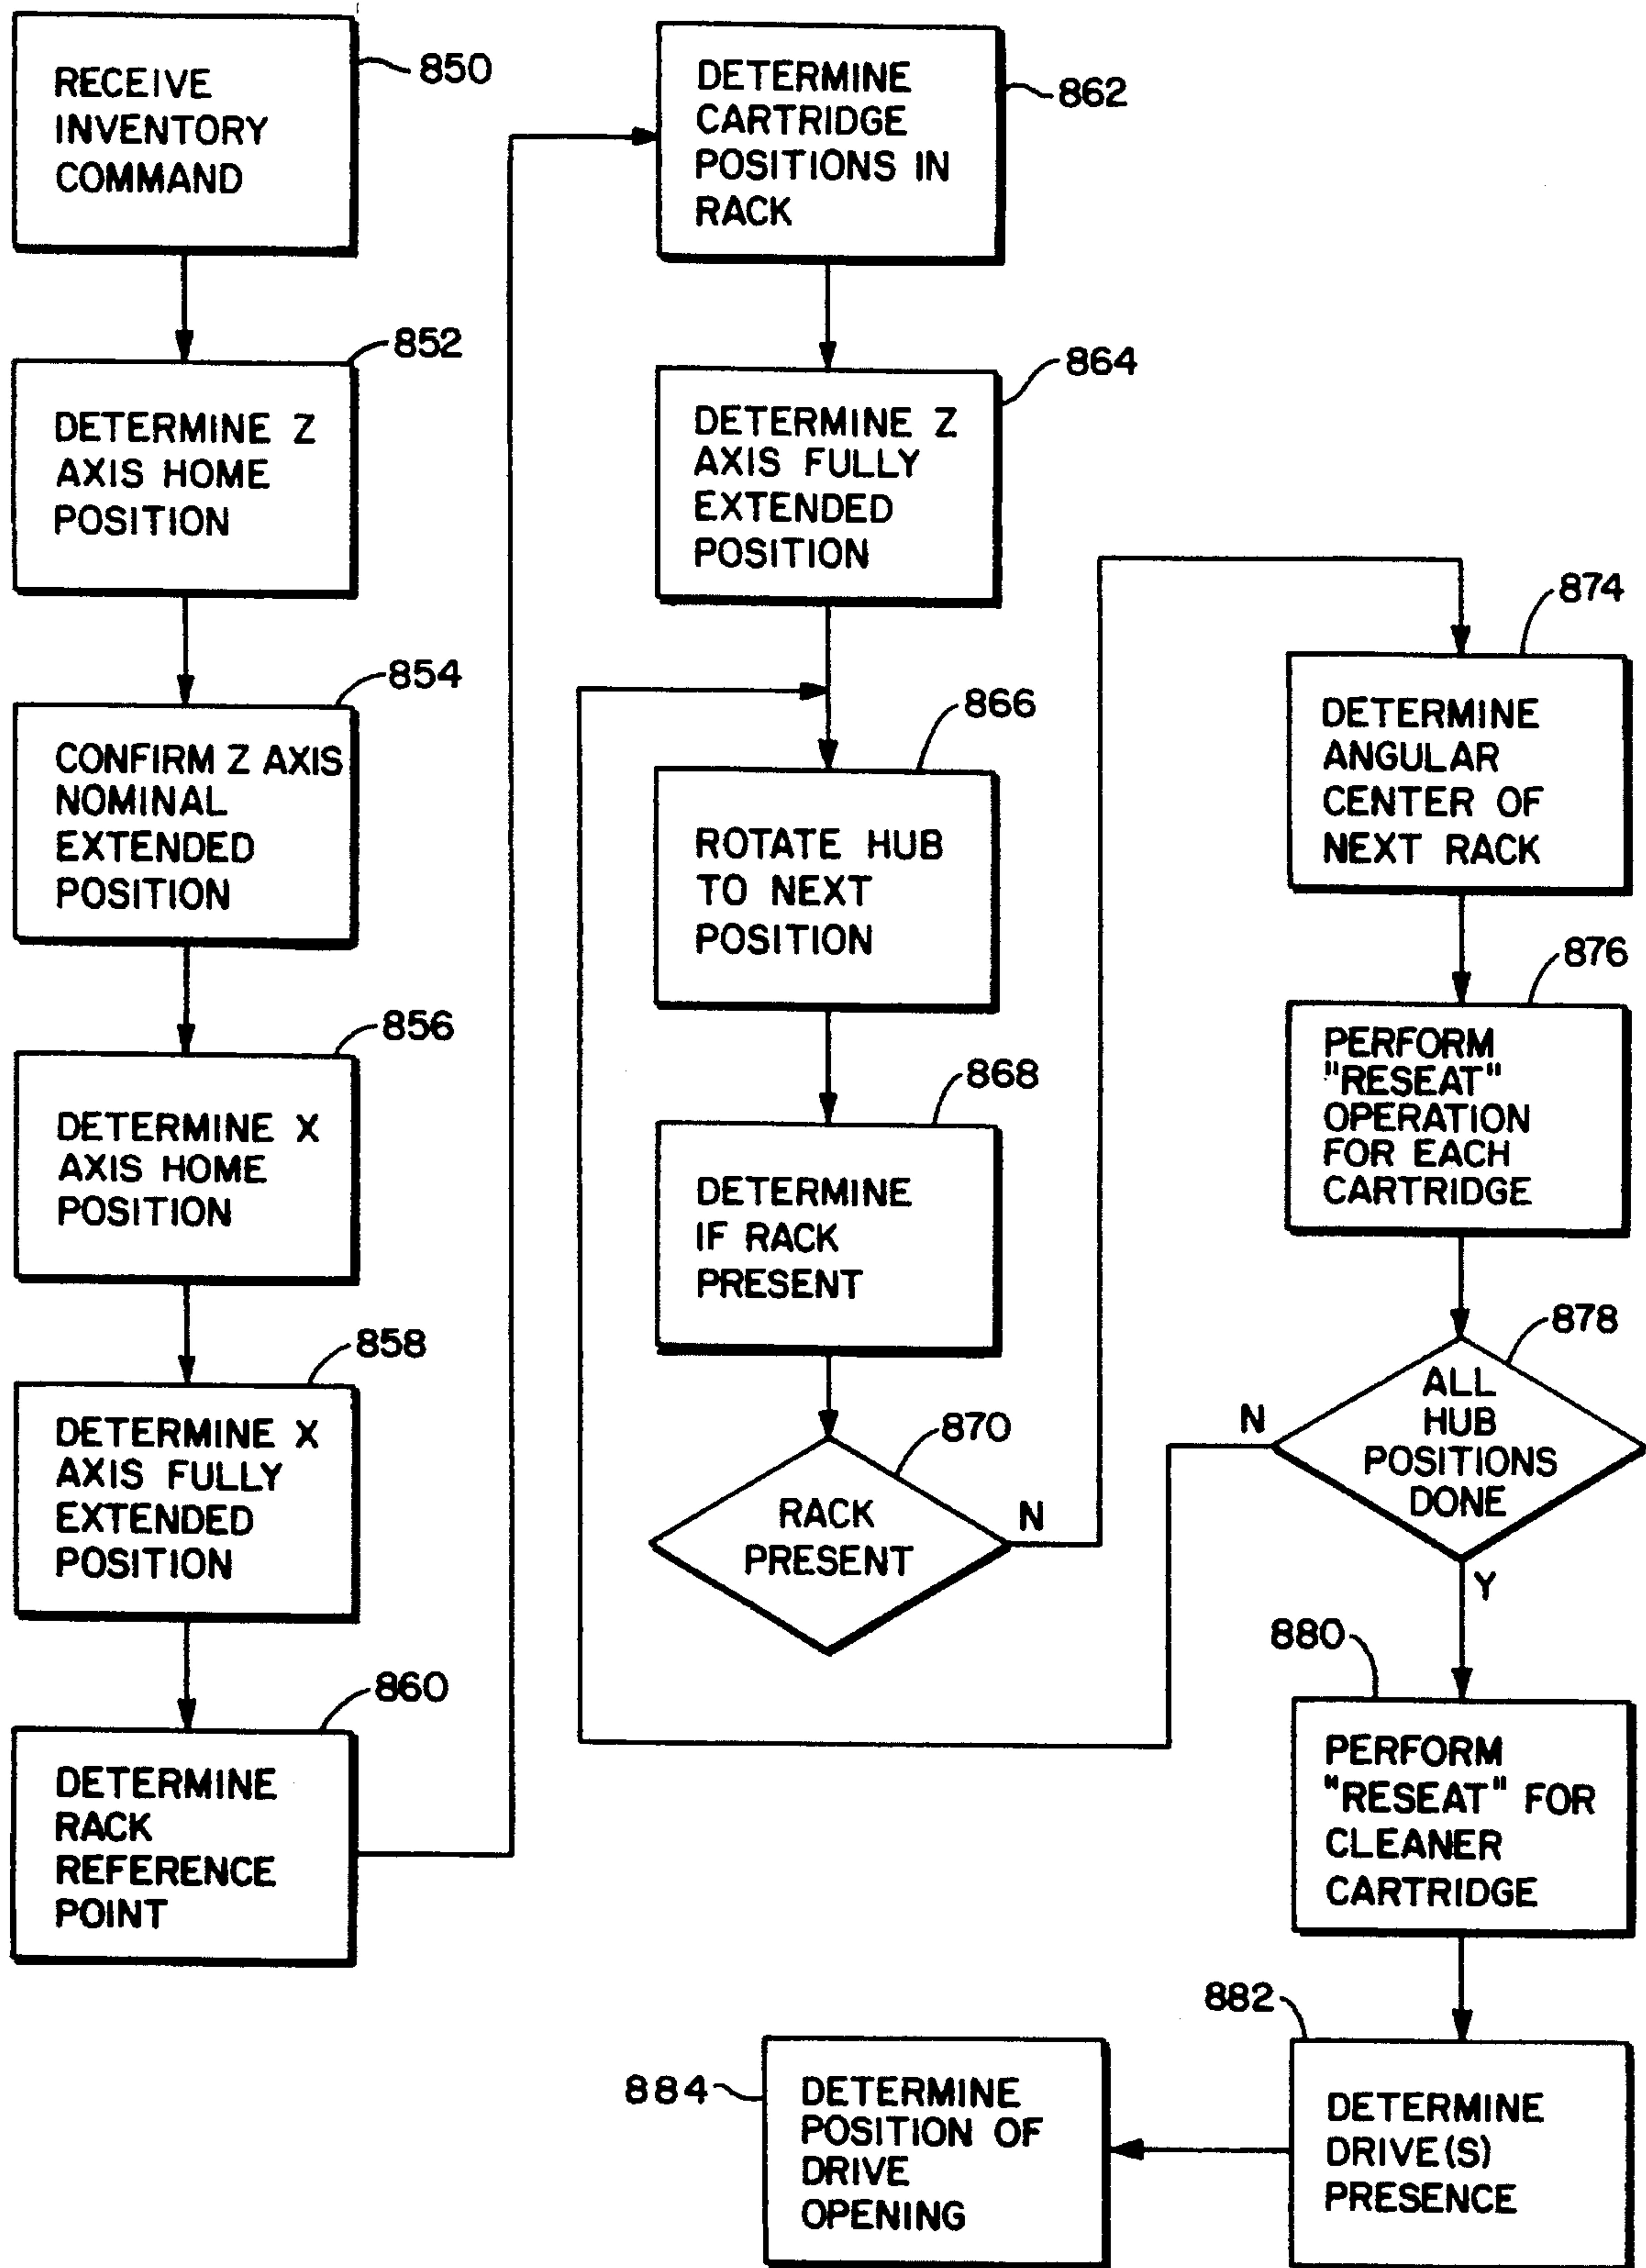 RECEIVE
INVENTORY
COMMAND
850
DETERMINE Z
AXIS HOME
POSITION
852
CONFIRM Z AXIS
NOMINAL
EXTENDED
POSITION
854
DETERMINE X
AXIS HOME
POSITION
856
DETERMINE X
AXIS FULLY
EXTENDED
POSITION
858
DETERMINE
RACK
REFERENCE
POINT
860
DETERMINE
CARTRIDGE
POSITIONS IN
RACK
862
DETERMINE Z
AXIS FULLY
EXTENDED
POSITION
864
ROTATE HUB
TO NEXT
POSITION
866
DETERMINE
IF RACK
PRESENT
868
RACK
PRESENT
870
N
DETERMINE
ANGULAR
CENTER OF
NEXT RACK
874
PERFORM
"RESEAT"
OPERATION
FOR EACH
CARTRIDGE
876
ALL
HUB
POSITIONS
DONE
878
N
Y
PERFORM
"RESEAT" FOR
CLEANER
CARTRIDGE
880
DETERMINE
DRIVE(S)
PRESENCE
882
DETERMINE
POSITION OF
DRIVE
OPENING
884